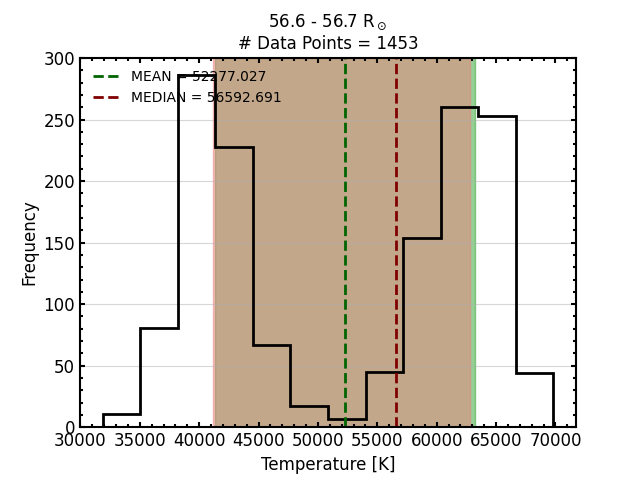 56.6 - 56.7 R⊙
# Data Points = 1453
MEAN = 52277.027
MEDIAN = 56592.691
Frequency
300
250
200
150
100
50
0
30000 35000 40000 45000 50000 55000 60000 65000 70000
Temperature [K]